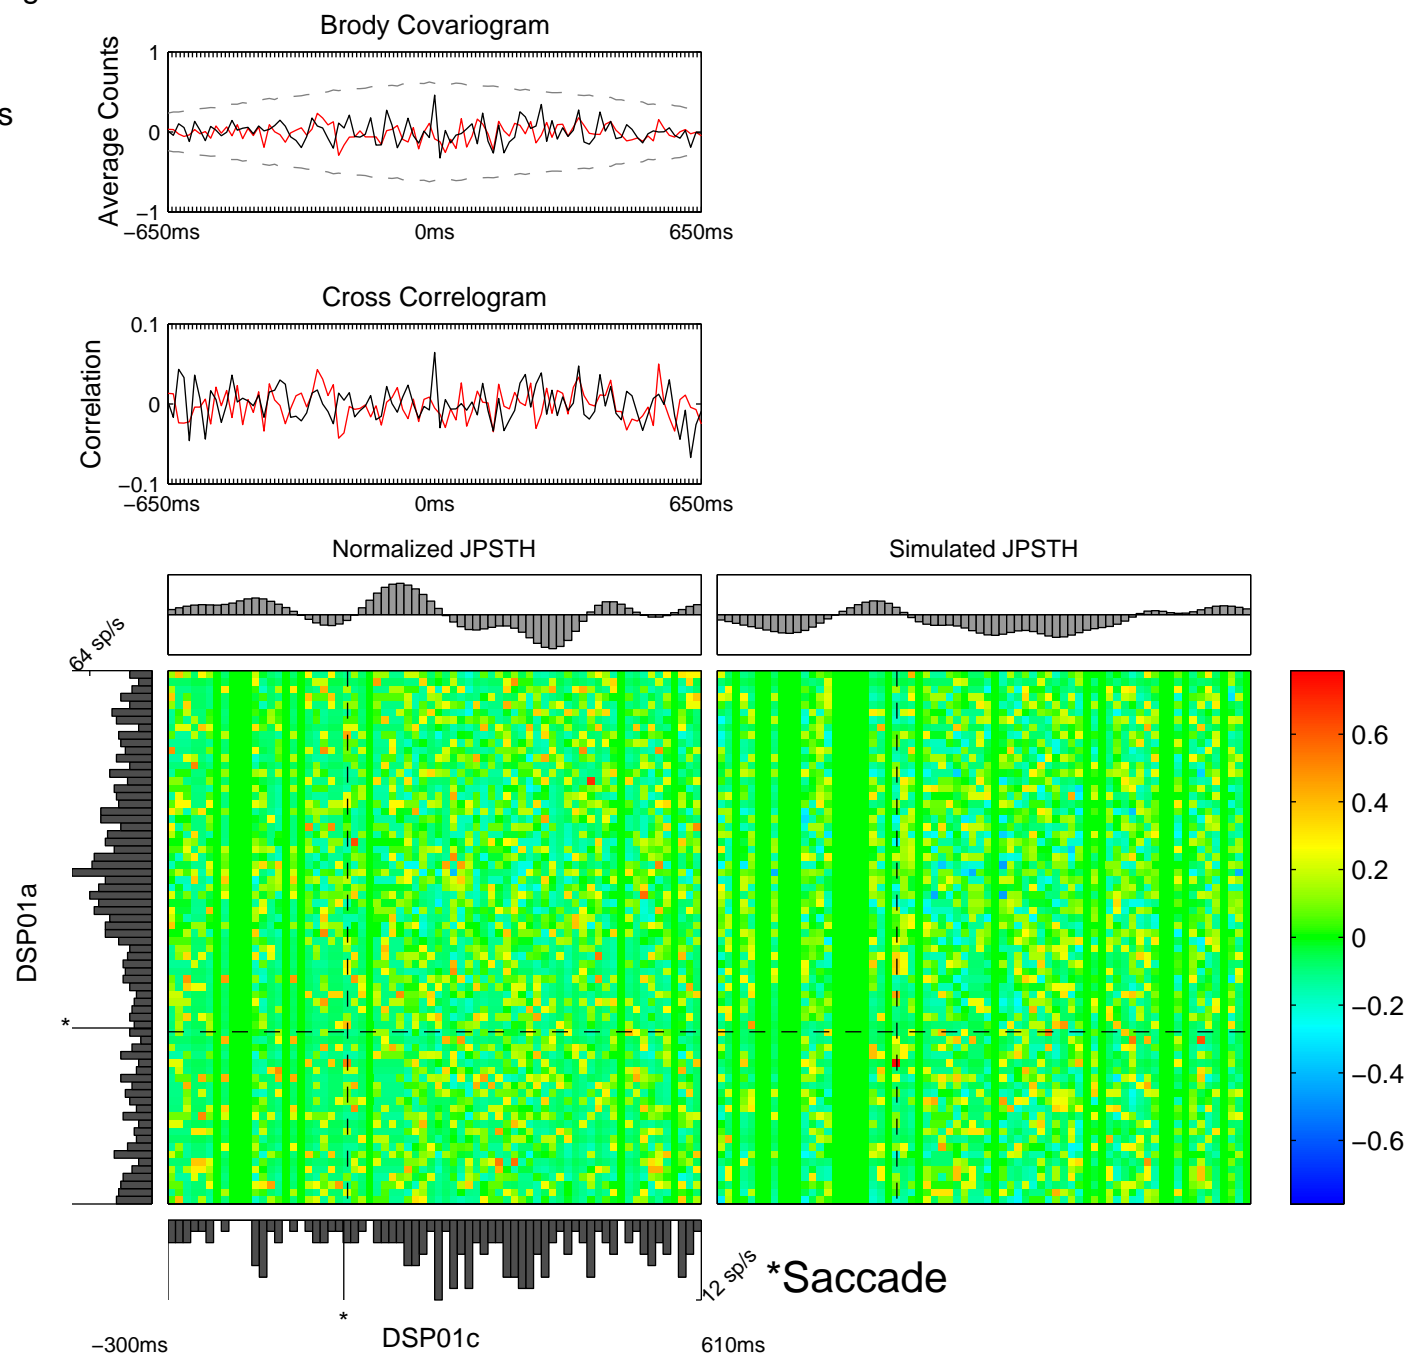 g
Brody Covariogram
s
Average Counts
1
0
−1
−650ms
0ms
650ms
Cross Correlogram
Correlation
0.1
0
−0.1
−650ms
0ms
650ms
Normalized JPSTH
Simulated JPSTH
64 sp/s
DSP01a
*
0.6
0.4
0.2
0
−0.2
−0.4
−0.6
12 sp/s
*Saccade
*
DSP01c
−300ms
610ms